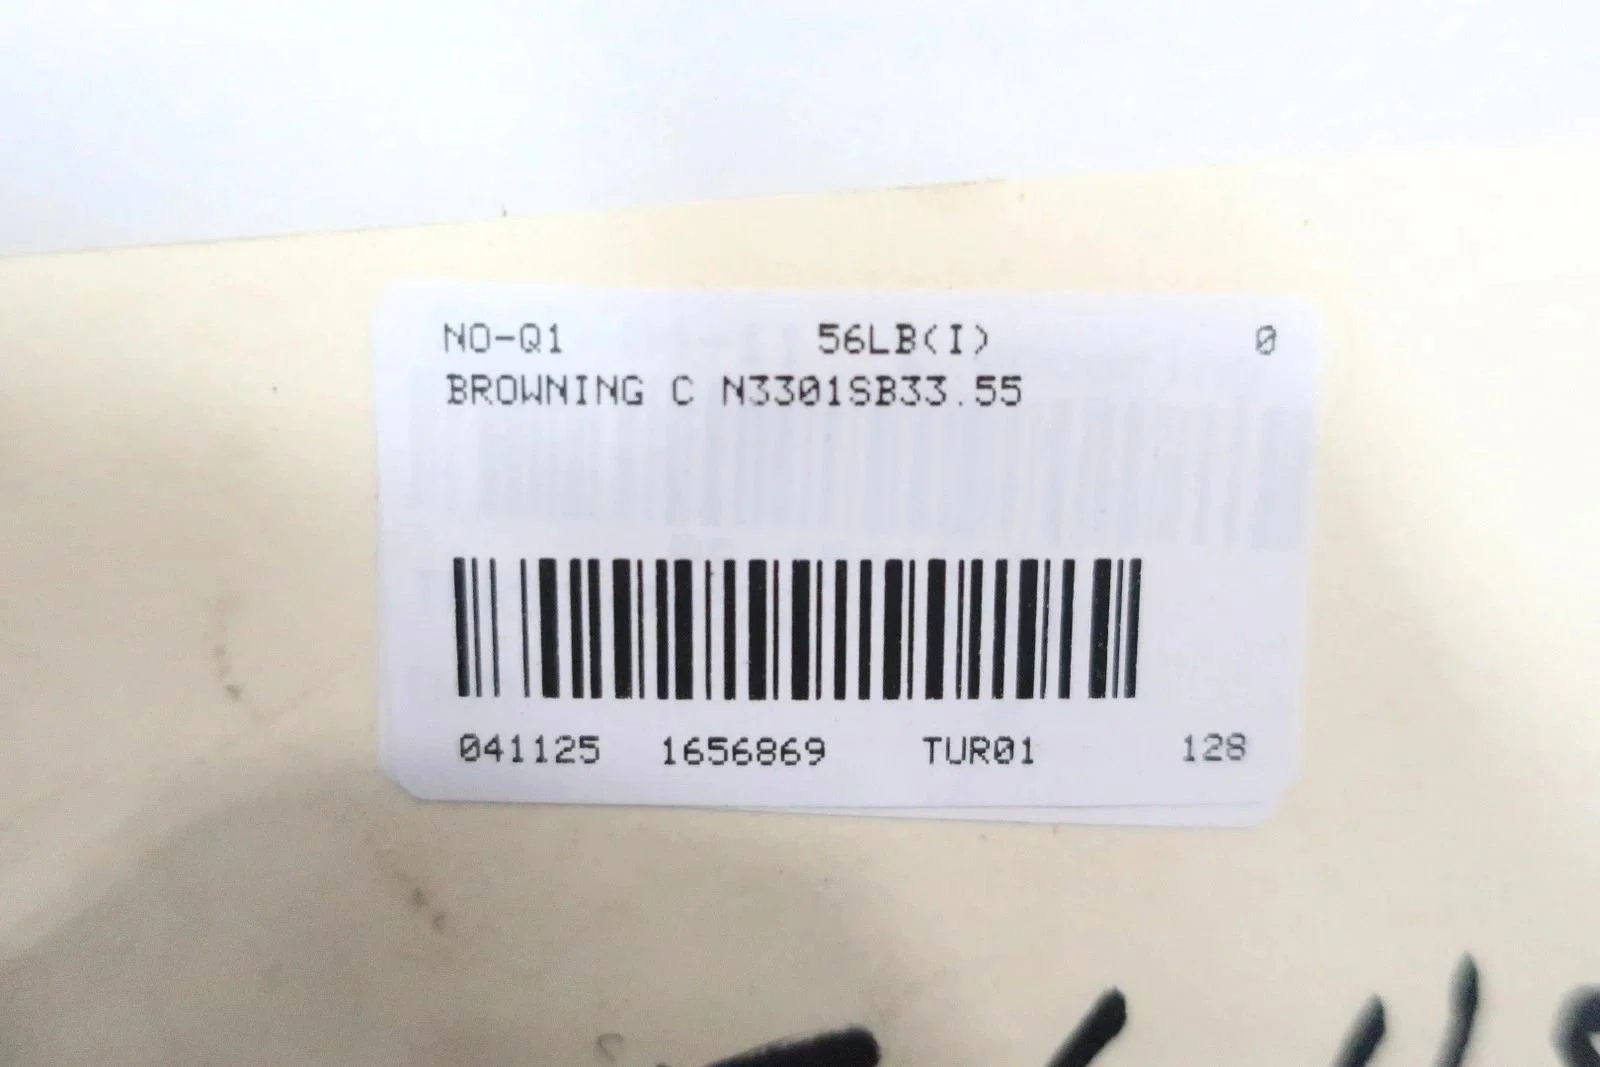 NO-Q1 56LB(I) 0
BROWNING C N3301SB33.55
041125 1656869 TUR01 128